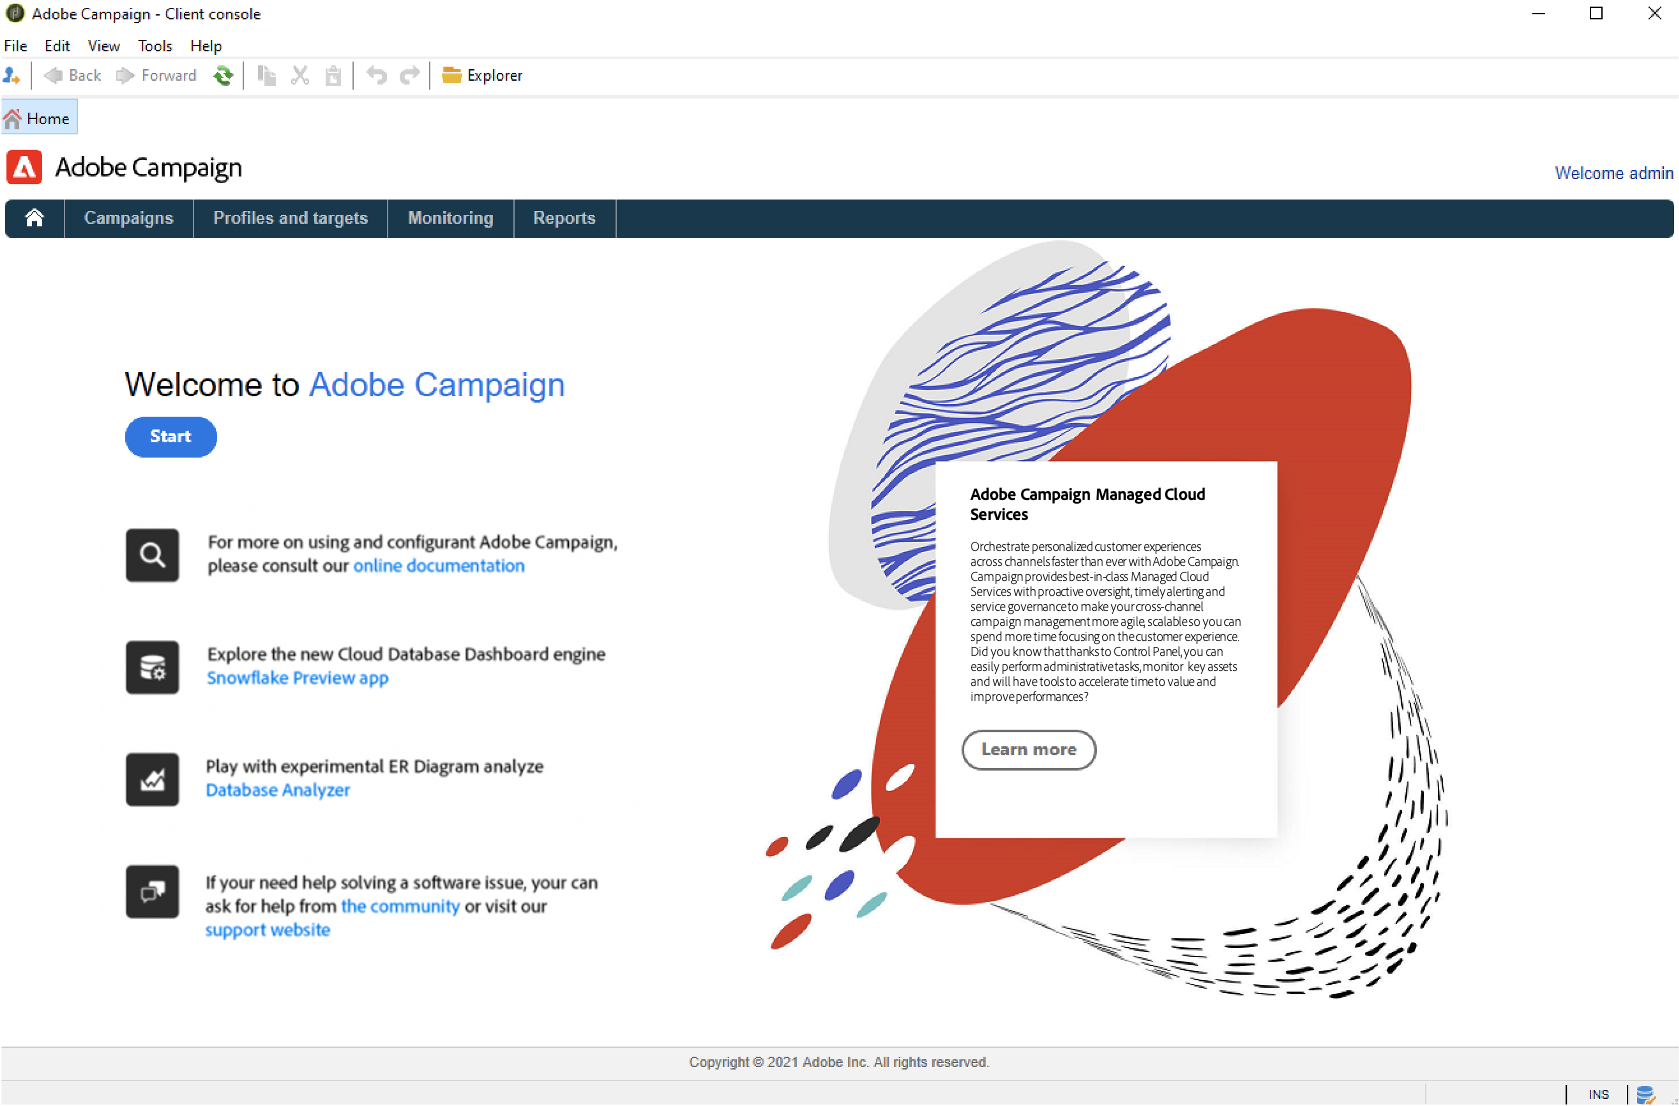 Adobe Campaign - Client console
File Edit View Tools Help
Back Forward Explorer
Home
Adobe Campaign
Welcome admin
Campaigns Profiles and targets Monitoring Reports
Welcome to Adobe Campaign
Start
For more on using and configurant Adobe Campaign,
please consult our online documentation
Explore the new Cloud Database Dashboard engine
Snowflake Preview app
Play with experimental ER Diagram analyze
Database Analyzer
If your need help solving a software issue, your can
ask for help from the community or visit our
support website
Adobe Campaign Managed Cloud
Services
Orchestrate personalized customer experiences
across channels faster than ever with Adobe Campaign.
Campaign provides best-in-class Managed Cloud
Services with proactive oversight, timely alerting and
service governance to make your cross-channel
campaign management more agile, scalable so you can
spend more time focusing on the customer experience.
Did you know that thanks to Control Panel, you can
easily perform administrative tasks, monitor key assets
and will have tools to accelerate time to value and
improve performances?
Learn more
Copyright © 2021 Adobe Inc. All rights reserved.
INS